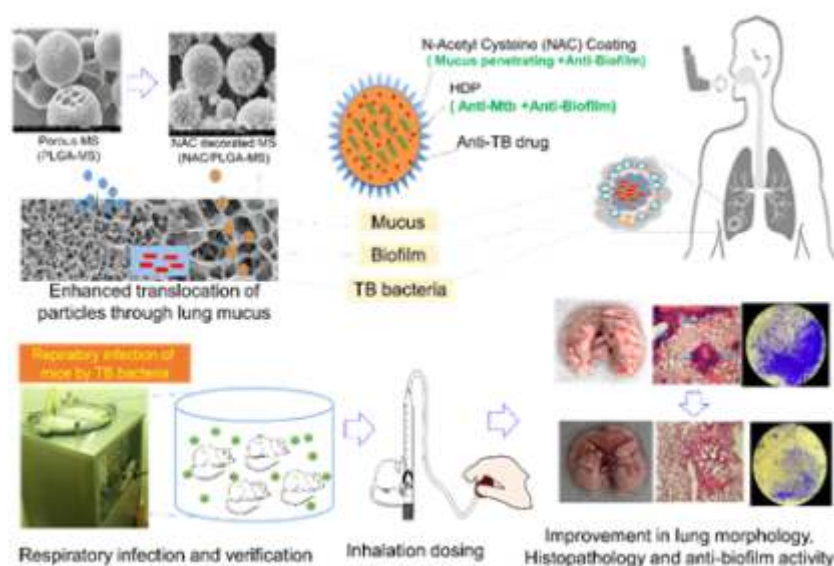 N-Acetyl Cysteine (NAC) Coating
(Mucus penetrating +Anti-Biofilm)
HDP
(Anti-Mtb +Anti-Biofilm)
Anti-TB drug
Porous MS
(PLGA-MS)
NAC decorated MS
(NAC/PLGA-MS)
Mucus
Biofilm
TB bacteria
Enhanced translocation of
particles through lung mucus
Respiratory infection of
mice by TB bacteria
Respiratory infection and verification
Inhalation dosing
Improvement in lung morphology,
Histopathology and anti-biofilm activity